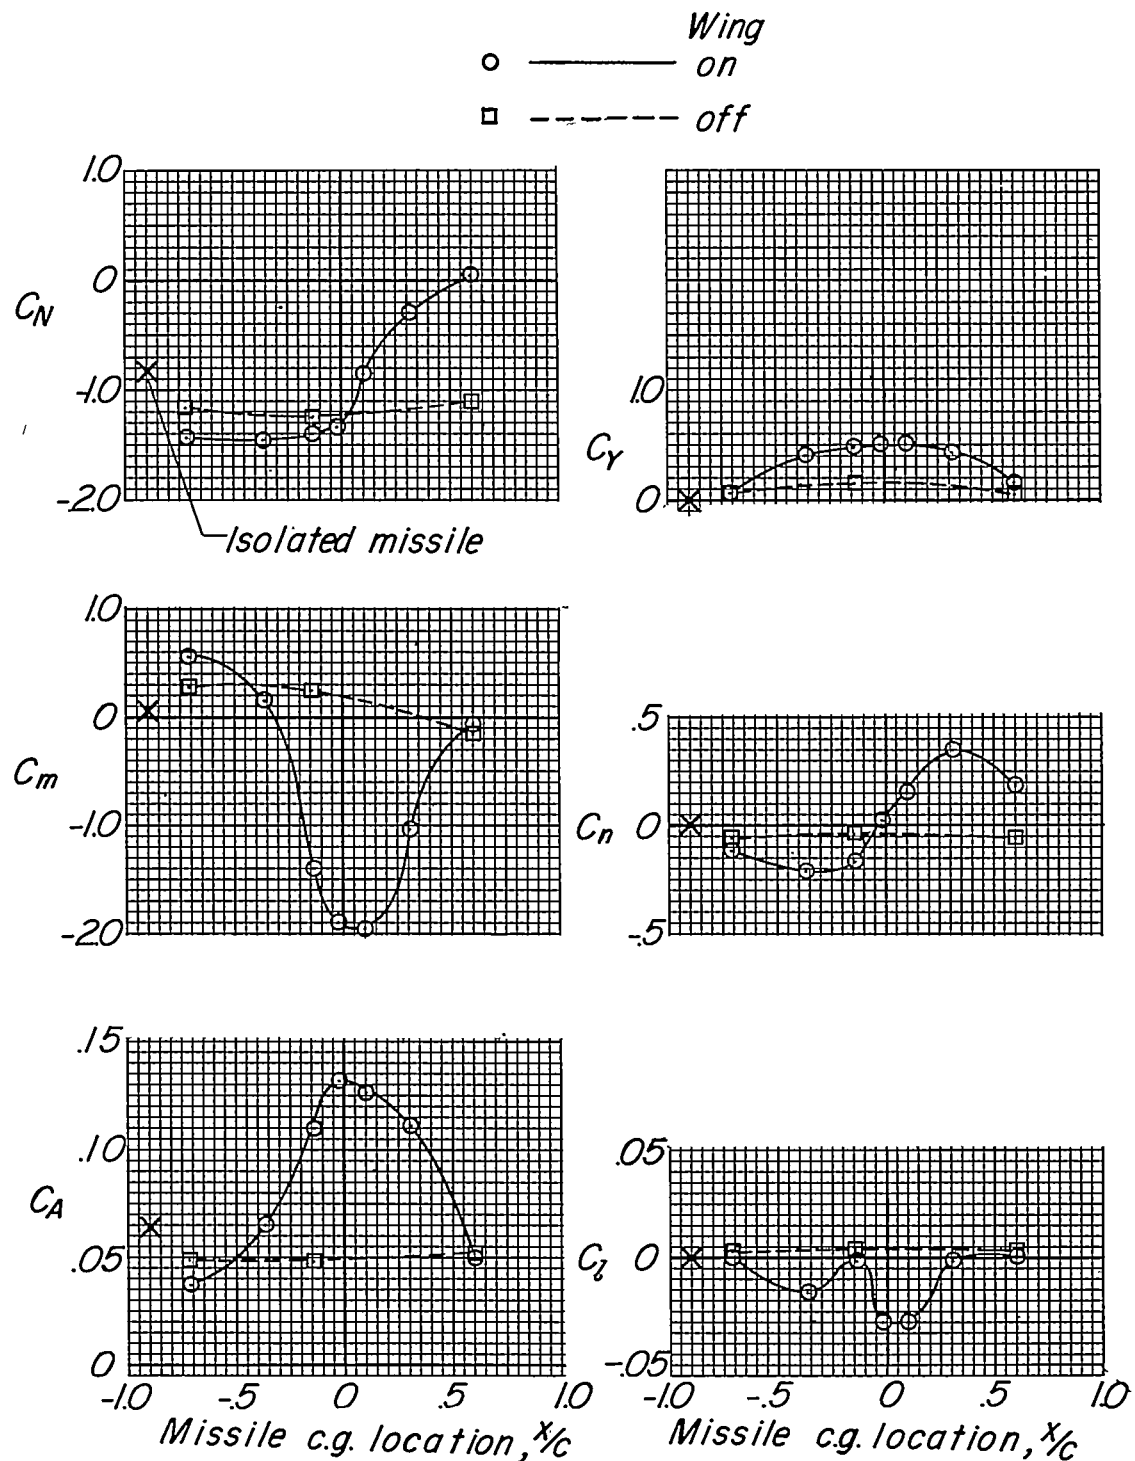 Wing
on
off
1.0
0
C_N
-1.0
-2.0
Isolated missile
1.0
C_Y
0
1.0
0
C_m
-1.0
-2.0
.5
C_n
0
-.5
.15
.10
C_A
.05
0
-1.0 -.5 0 .5 1.0
Missile c.g. location, x/c
.05
C_l
0
-.05
-1.0 -.5 0 .5 1.0
Missile c.g. location, x/c